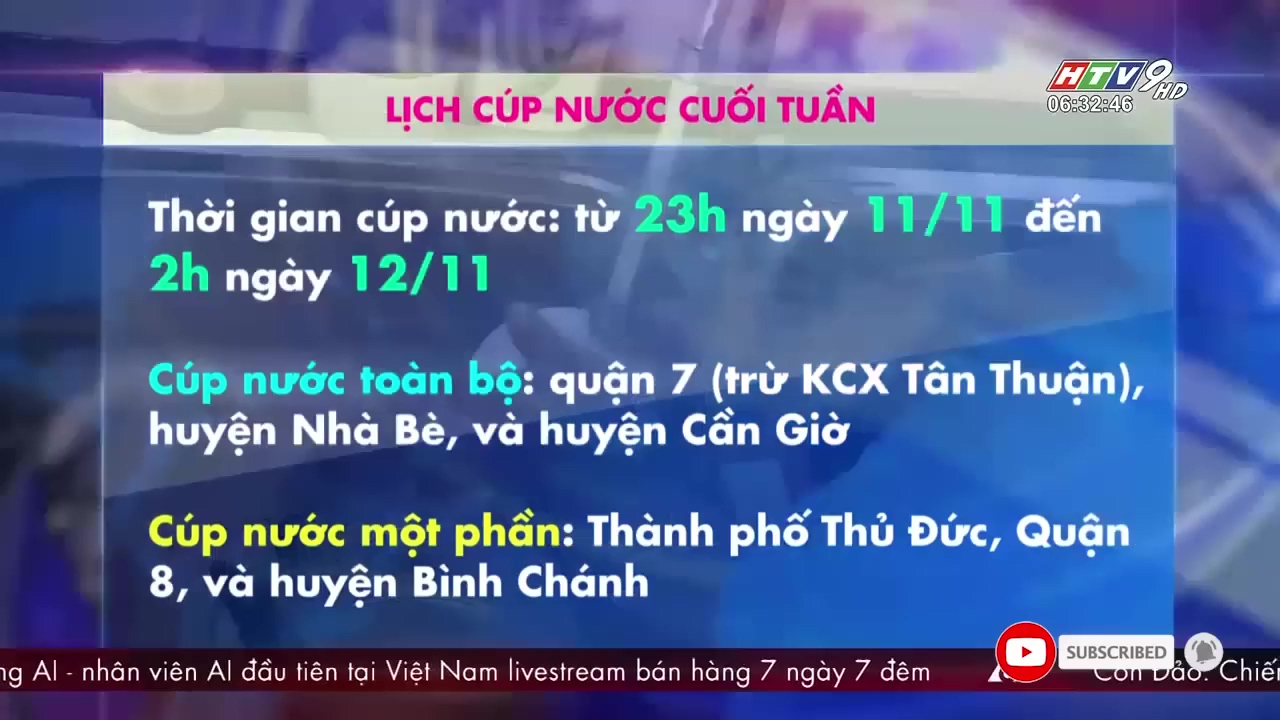 HTV9 HD
06:32:46
LỊCH CÚP NƯỚC CUỐI TUẦN
Thời gian cúp nước: từ 23h ngày 11/11 đến
2h ngày 12/11
Cúp nước toàn bộ: quận 7 (trừ KCX Tân Thuận),
huyện Nhà Bè, và huyện Cần Giờ
Cúp nước một phần: Thành phố Thủ Đức, Quận
8, và huyện Bình Chánh
SUBSCRIBED
ng AI - nhân viên AI đầu tiên tại Việt Nam livestream bán hàng 7 ngày 7 đêm Côn Đảo: Chiế